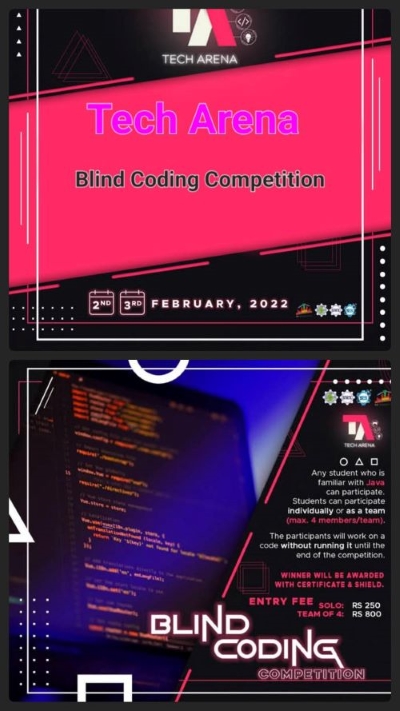 TECH ARENA
Tech Arena
Blind Coding Competition
2ND 3RD FEBRUARY, 2022
TECH ARENA
Any student who is
familiar with Java
can participate.
Students can participate
individually or as a team
(max. 4 members/team).
The participants will work on a
code without running it until the
end of the competition.
WINNER WILL BE AWARDED
WITH CERTIFICATE & SHIELD.
ENTRY FEE SOLO: RS 250
TEAM OF 4: RS 800
BLIND
CODING
COMPETITION